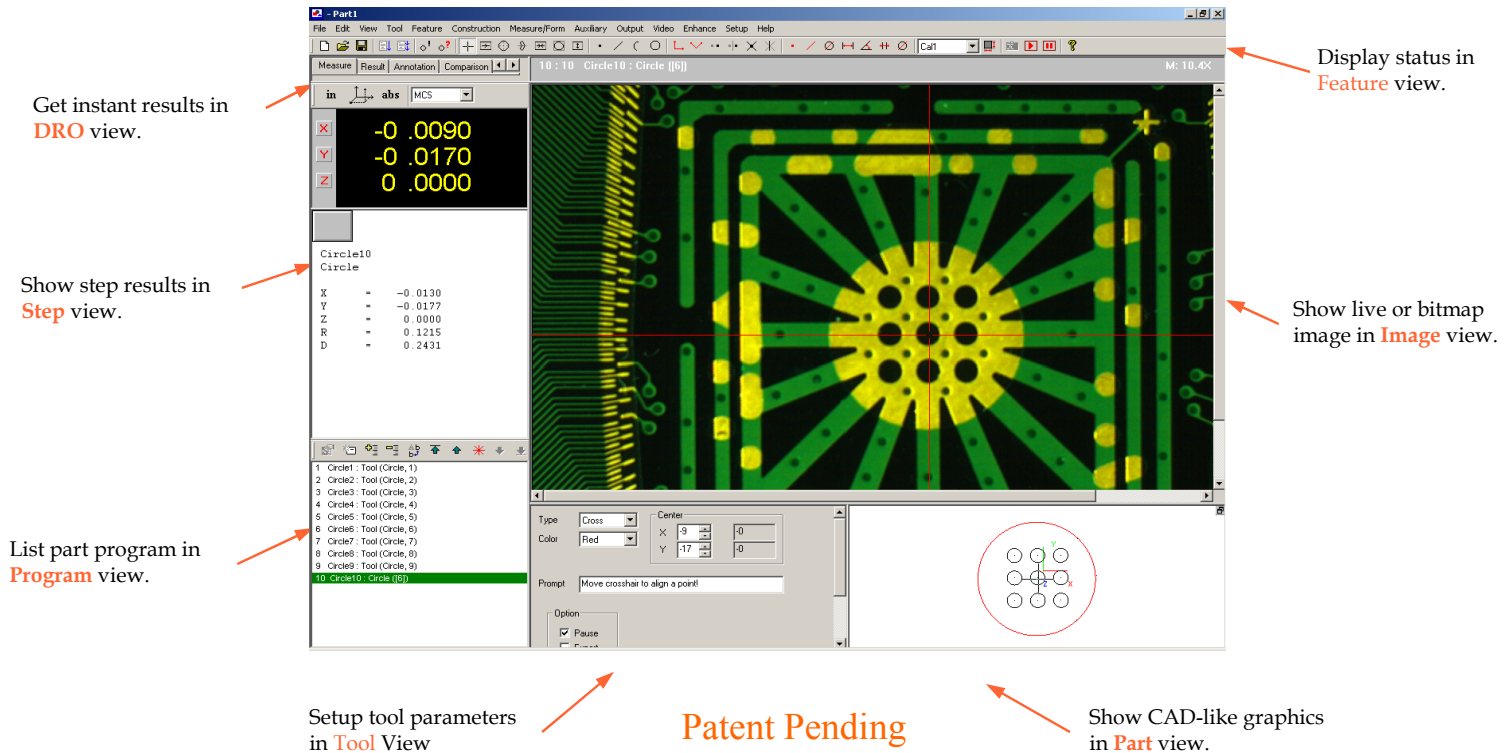 - Part1
File Edit View Tool Feature Construction Measure/Form Auxiliary Output Video Enhance Setup Help
Cal1
Measure Result Annotation Comparison
10 : 10 Circle10 : Circle ([6])
M: 10.4X
in abs MCS
X -0 .0090
Y -0 .0170
Z 0 .0000
Circle10
Circle
X = -0.0130
Y = -0.0177
Z = 0.0000
R = 0.1215
D = 0.2431
1 Circle1 : Tool (Circle, 1)
2 Circle2 : Tool (Circle, 2)
3 Circle3 : Tool (Circle, 3)
4 Circle4 : Tool (Circle, 4)
5 Circle5 : Tool (Circle, 5)
6 Circle6 : Tool (Circle, 6)
7 Circle7 : Tool (Circle, 7)
8 Circle8 : Tool (Circle, 8)
9 Circle9 : Tool (Circle, 9)
10 Circle10 : Circle ([6])
Type Cross
Color Red
Center
X -9 -0
Y -17 -0
Prompt Move crosshair to align a point!
Option
Pause
Y
Z X
Get instant results in
DRO view.
Show step results in
Step view.
List part program in
Program view.
Display status in
Feature view.
Show live or bitmap
image in Image view.
Setup tool parameters
in Tool View
Patent Pending
Show CAD-like graphics
in Part view.